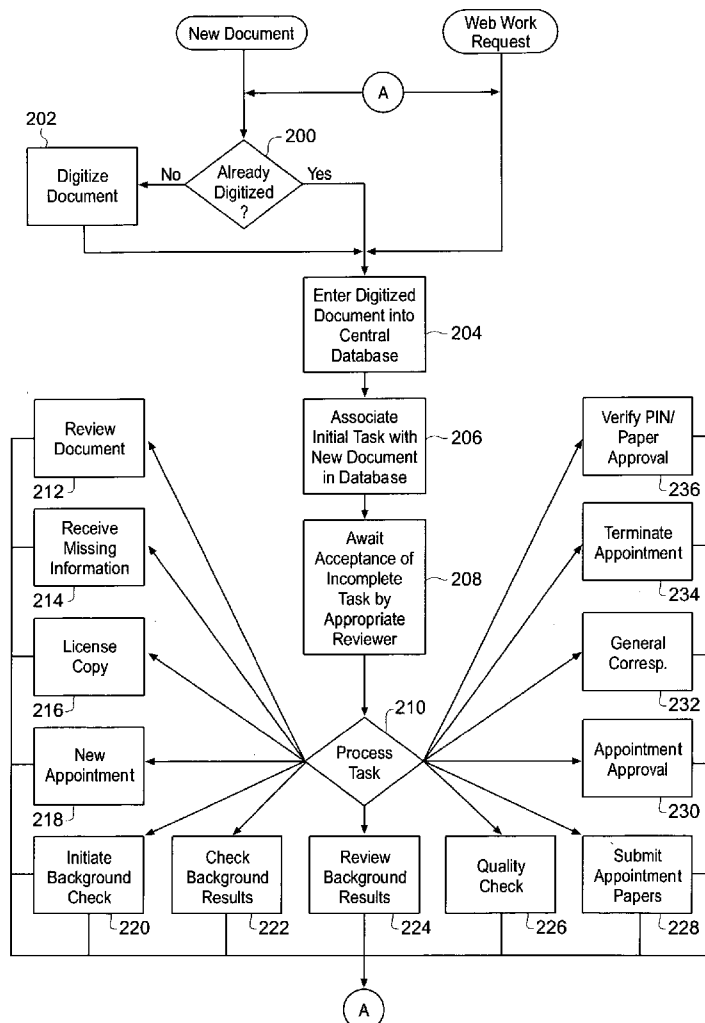 New Document
Web Work
Request
A
202
200
Digitize
Document
No
Already
Digitized
?
Yes
Enter Digitized
Document into
Central
Database
204
Associate
Initial Task with
New Document
in Database
206
Await
Acceptance of
Incomplete
Task by
Appropriate
Reviewer
208
Review
Document
212
Receive
Missing
Information
214
License
Copy
216
New
Appointment
218
Process
Task
210
Verify PIN/
Paper
Approval
236
Terminate
Appointment
234
General
Corresp.
232
Appointment
Approval
230
Initiate
Background
Check
220
Check
Background
Results
222
Review
Background
Results
224
Quality
Check
226
Submit
Appointment
Papers
228
A